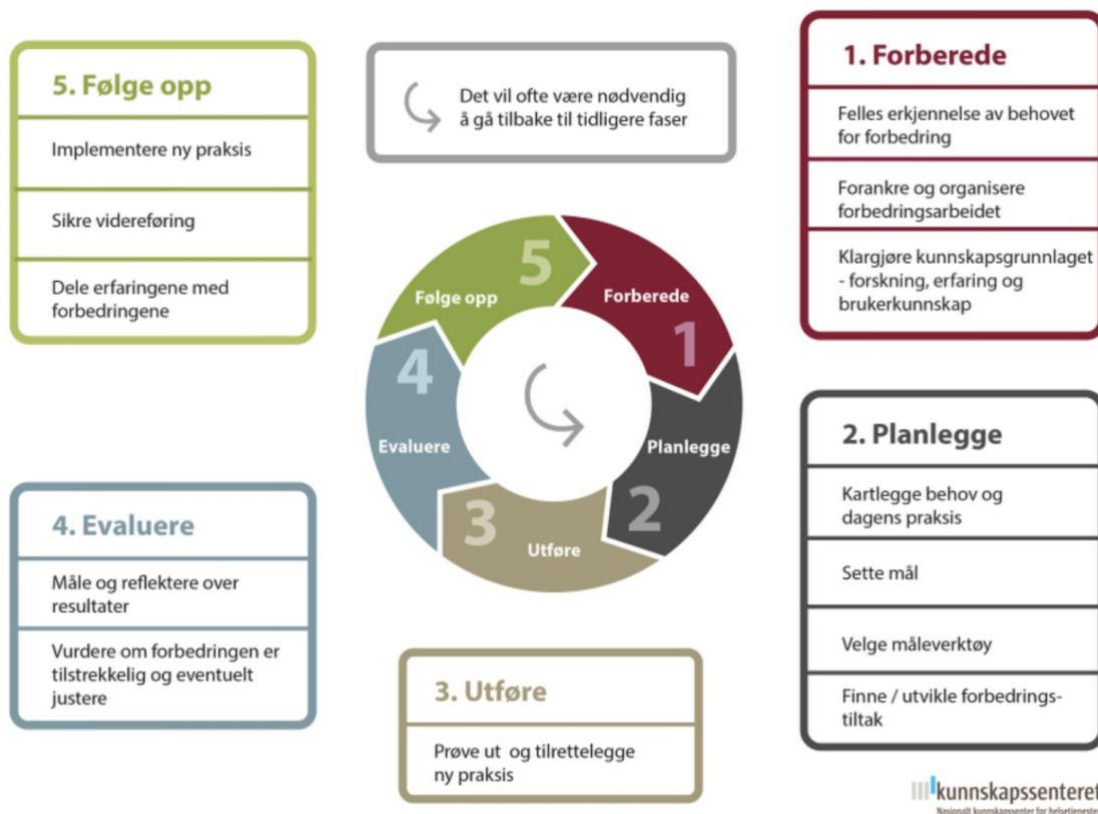 5. Følge opp
Implementere ny praksis
Sikre videreføring
Dele erfaringene med
forbedringene
Det vil ofte være nødvendig
å gå tilbake til tidligere faser
1. Forberede
Felles erkjennelse av behovet
for forbedring
Forankre og organisere
forbedringsarbeidet
Klargjøre kunnskapsgrunnlaget
- forskning, erfaring og
brukerkunnskap
5
Følge opp
Forberede
1
4
Evaluere
Planlegge
2
3
Utføre
2. Planlegge
Kartlegge behov og
dagens praksis
Sette mål
Velge måleverktøy
Finne / utvikle forbedrings-
tiltak
4. Evaluere
Måle og reflektere over
resultater
Vurdere om forbedringen er
tilstrekkelig og eventuelt
justere
3. Utføre
Prøve ut og tilrettelegge
ny praksis
kunnskapssenteret
Nasjonalt kunnskapssenter for helsetjenesten